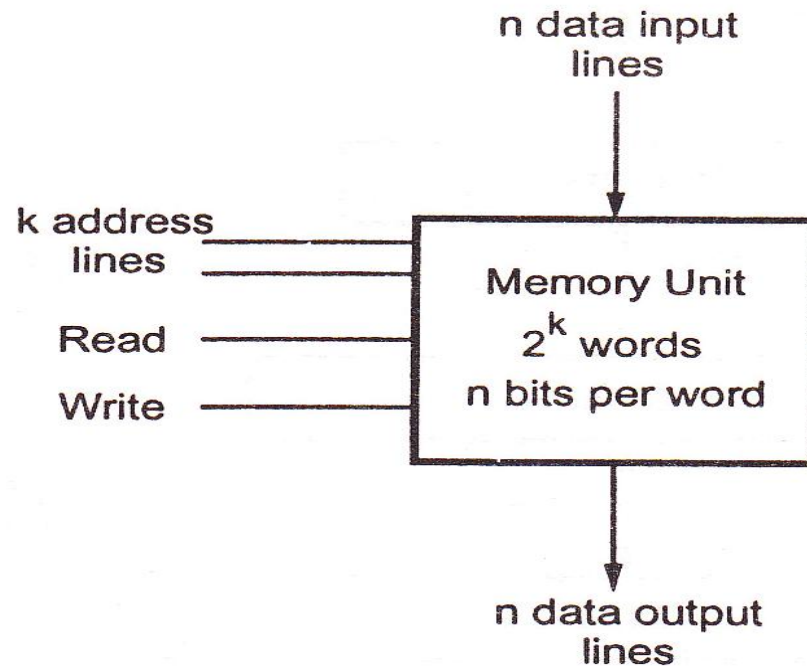 n data input
lines
k address
lines
Read
Write
Memory Unit
2^k words
n bits per word
n data output
lines